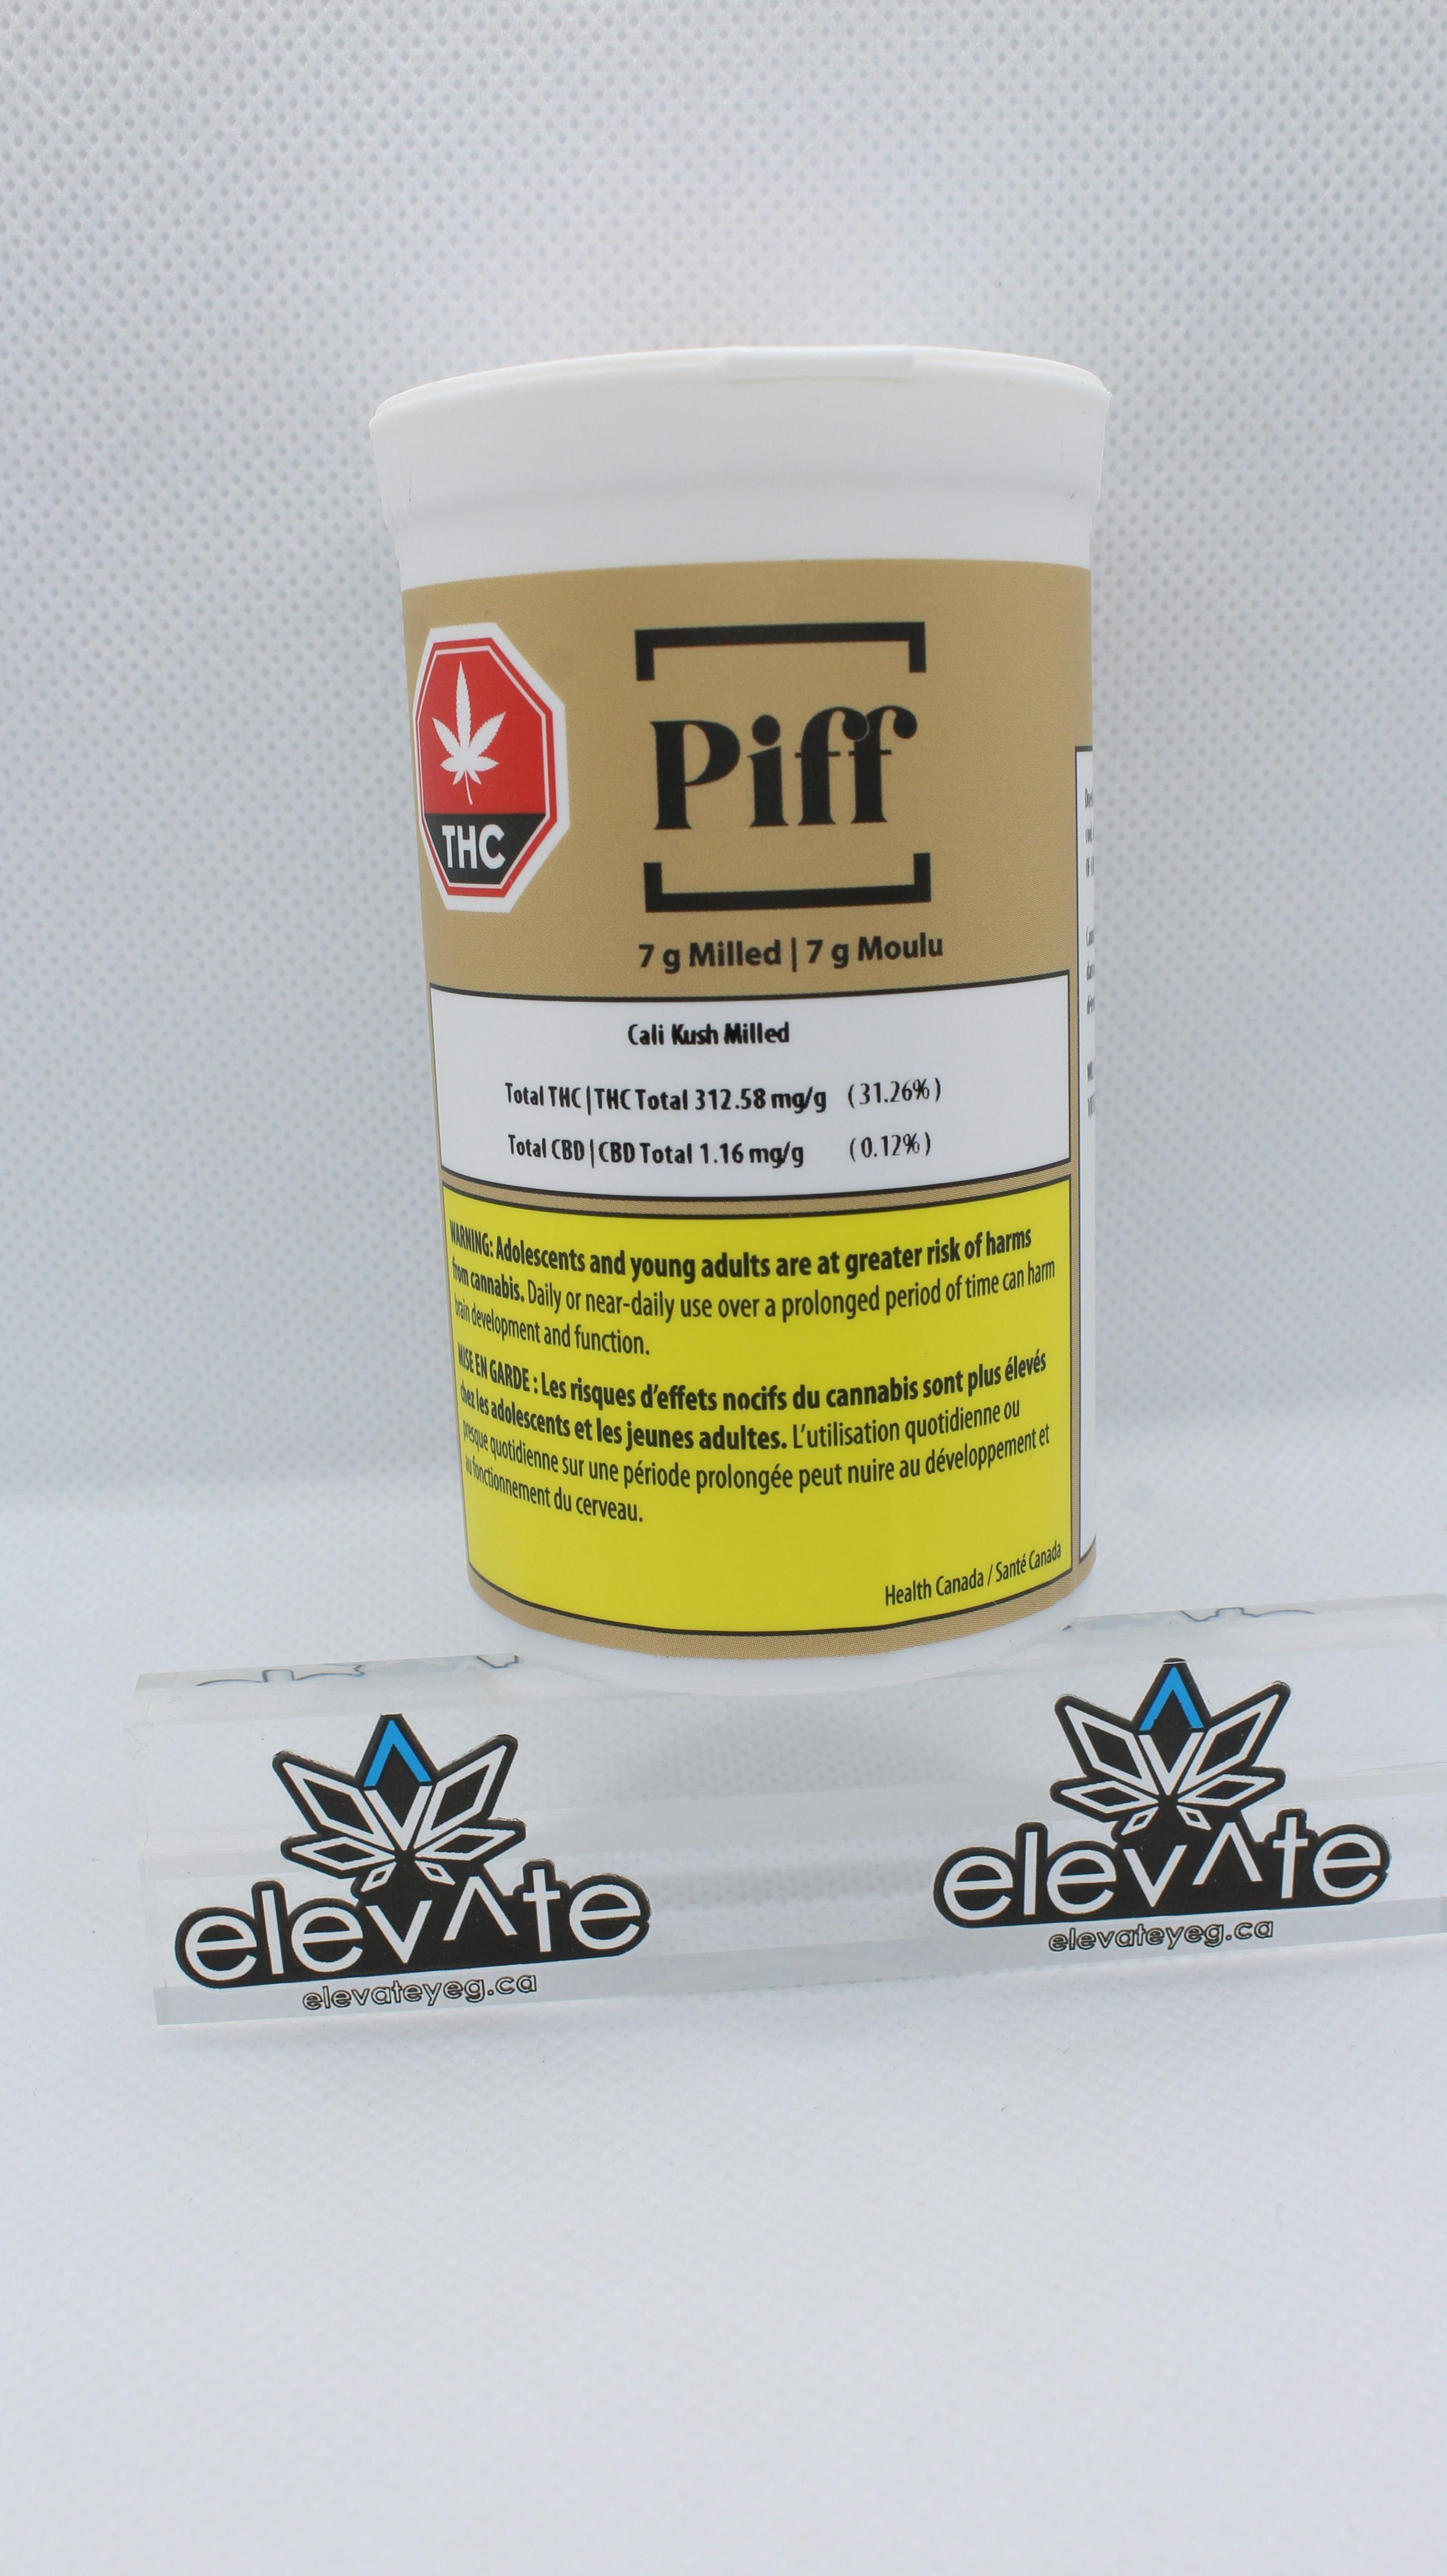 Piff
THC
7 g Milled | 7 g Moulu
Cali Kush Milled
Total THC | THC Total 312.58 mg/g (31.26%)
Total CBD | CBD Total 1.16 mg/g (0.12%)
WARNING: Adolescents and young adults are at greater risk of harms
from cannabis. Daily or near-daily use over a prolonged period of time can harm
brain development and function.
MISE EN GARDE : Les risques d'effets nocifs du cannabis sont plus élevés
chez les adolescents et les jeunes adultes. L'utilisation quotidienne ou
presque quotidienne sur une période prolongée peut nuire au développement et
au fonctionnement du cerveau.
Health Canada / Santé Canada
elev^te
elevateyeg.ca
elev^te
elevateyeg.ca